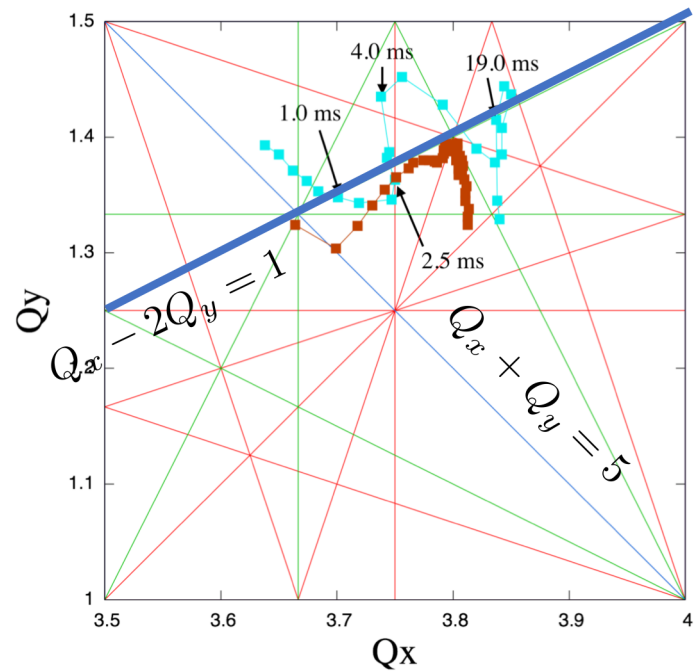 1.5
1.4
1.3
1.2
1.1
1
Qy
4.0 ms
19.0 ms
1.0 ms
2.5 ms
Qx − 2Qy = 1
Qx + Qy = 5
3.5 3.6 3.7 3.8 3.9 4
Qx